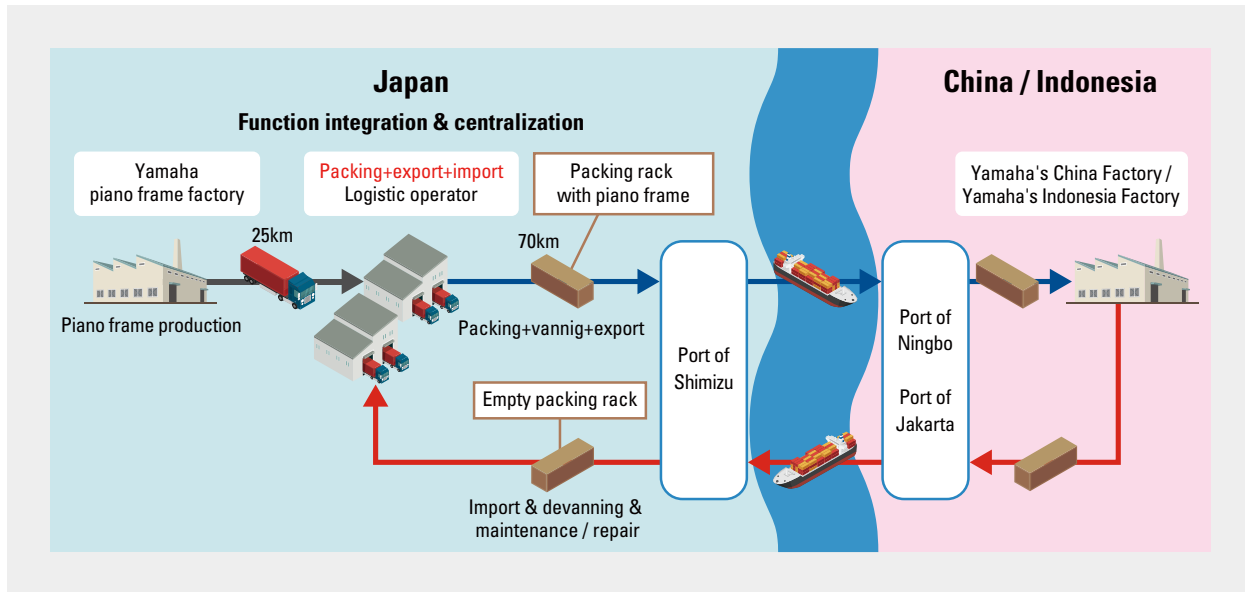 Japan
China / Indonesia
Function integration & centralization
Yamaha
piano frame factory
Packing+export+import
Logistic operator
Packing rack
with piano frame
Yamaha's China Factory /
Yamaha's Indonesia Factory
25km
70km
Piano frame production
Packing+vannig+export
Port of
Shimizu
Port of
Ningbo
Port of
Jakarta
Empty packing rack
Import & devanning &
maintenance / repair